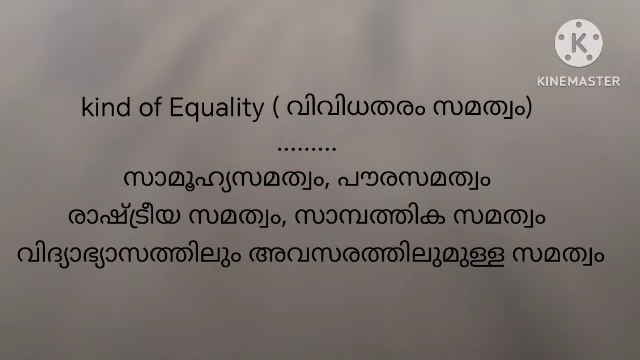 KINEMASTER
kind of Equality ( വിവിധതരം സമത്വം)
.........
സാമൂഹ്യസമത്വം, പൗരസമത്വം
രാഷ്ട്രീയ സമത്വം, സാമ്പത്തിക സമത്വം
വിദ്യാഭ്യാസത്തിലും അവസരത്തിലുമുള്ള സമത്വം